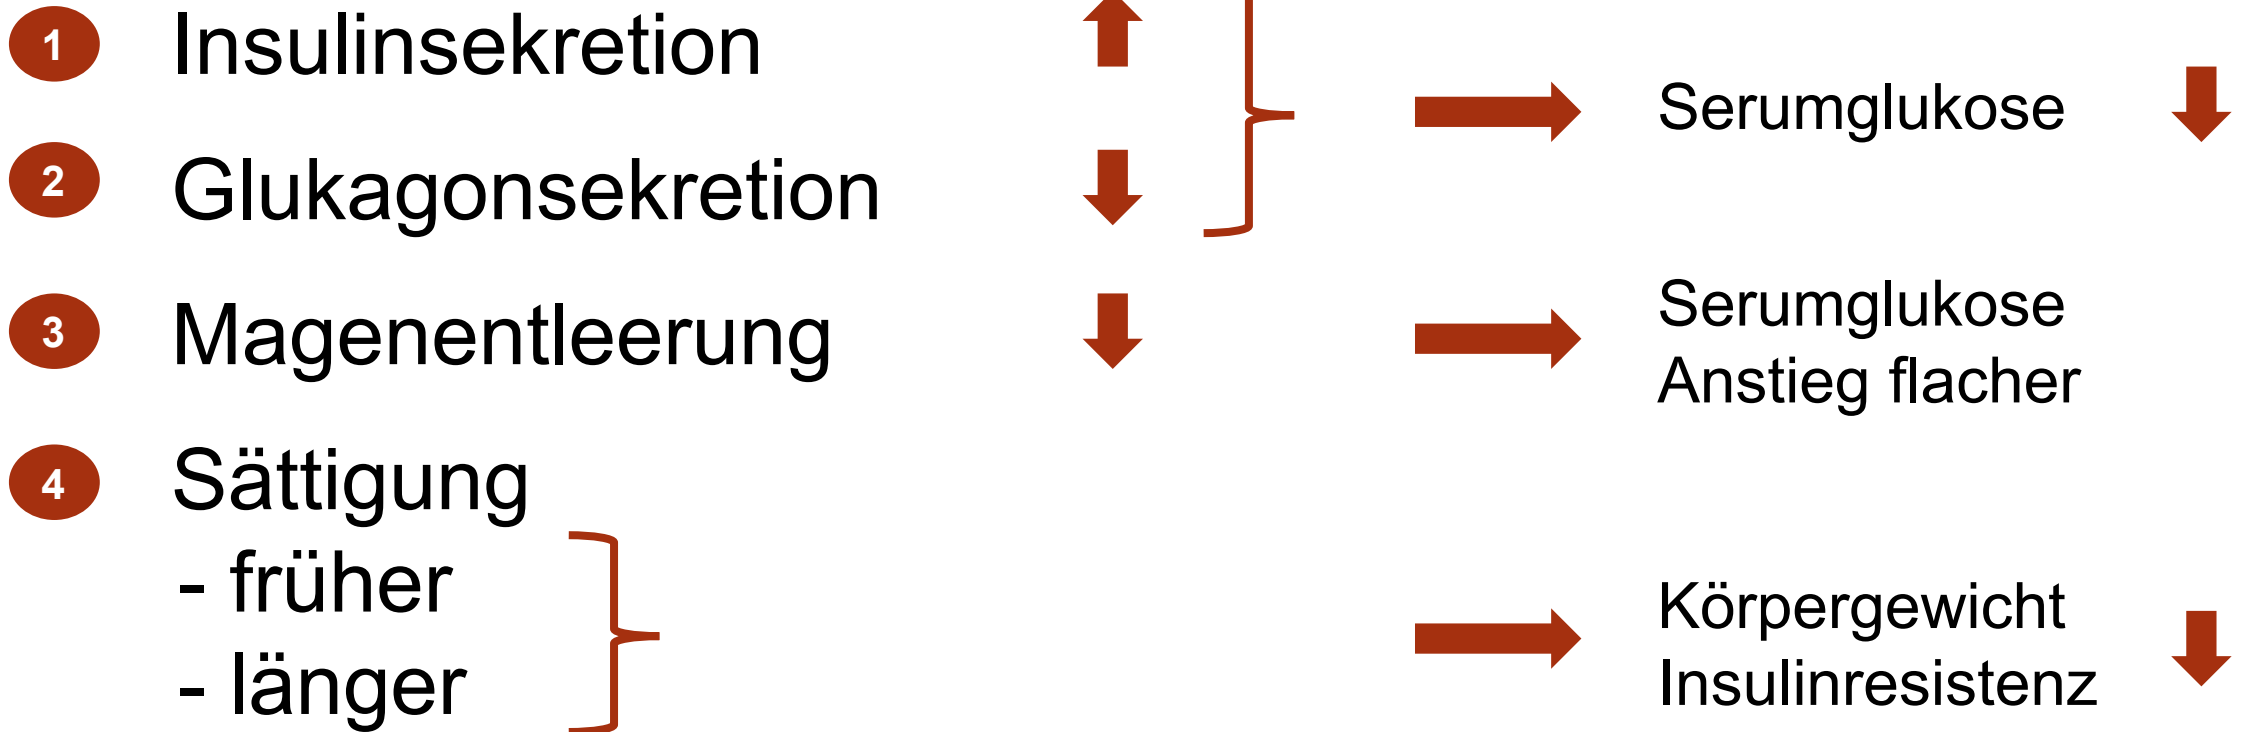 1 Insulinsekretion
Serumglukose
2 Glukagonsekretion
3 Magenentleerung
Serumglukose
Anstieg flacher
4 Sättigung
- früher
- länger
Körpergewicht
Insulinresistenz